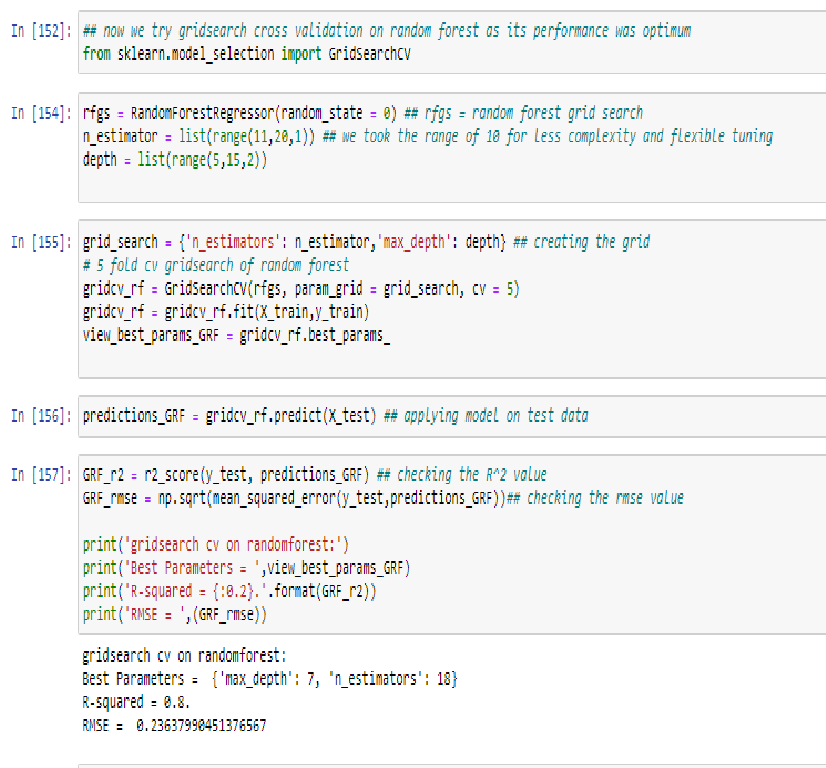 In [152]: ## now we try gridsearch cross validation on random forest as its performance was optimum
from sklearn.model_selection import GridSearchCV
In [154]: rfgs = RandomForestRegressor(random_state = 0) ## rfgs = random forest grid search
n_estimator = list(range(11,20,1)) ## we took the range of 10 for less complexity and flexible tuning
depth = list(range(5,15,2))
In [155]: grid_search = {'n_estimators': n_estimator,'max_depth': depth} ## creating the grid
# 5 fold cv gridsearch of random forest
gridcv_rf = GridSearchCV(rfgs, param_grid = grid_search, cv = 5)
gridcv_rf = gridcv_rf.fit(X_train,y_train)
view_best_params_GRF = gridcv_rf.best_params_
In [156]: predictions_GRF = gridcv_rf.predict(X_test) ## applying model on test data
In [157]: GRF_r2 = r2_score(y_test, predictions_GRF) ## checking the R^2 value
GRF_rmse = np.sqrt(mean_squared_error(y_test,predictions_GRF))## checking the rmse value
print('gridsearch cv on randomforest:')
print('Best Parameters = ',view_best_params_GRF)
print('R-squared = {:0.2}.'.format(GRF_r2))
print('RMSE = ',(GRF_rmse))
gridsearch cv on randomforest:
Best Parameters =  {'max_depth': 7, 'n_estimators': 18}
R-squared = 0.8.
RMSE =  0.23637990451376567